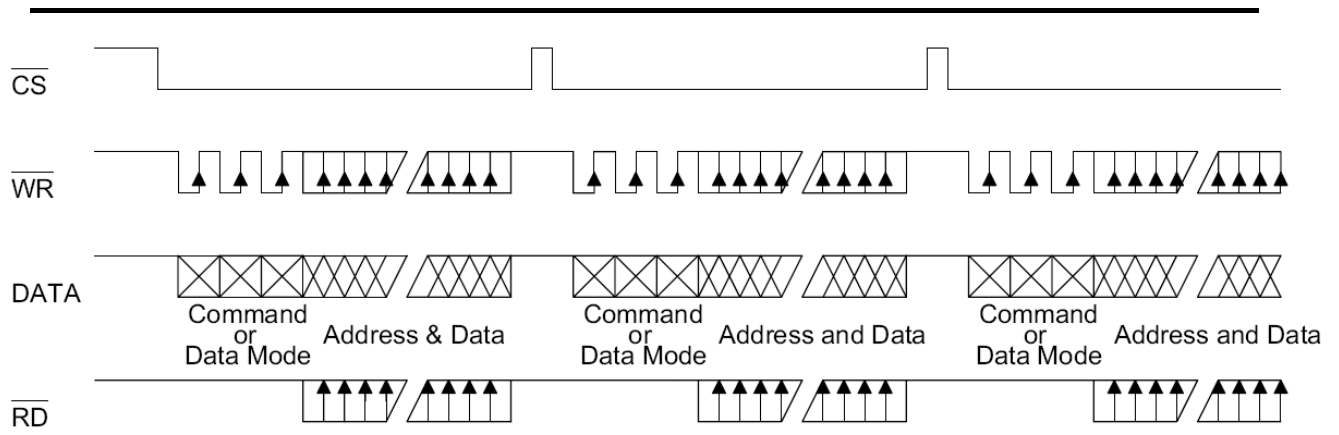 CS
WR
DATA
Command
or
Data Mode
Address & Data
Command
or
Data Mode
Address and Data
Command
or
Data Mode
Address and Data
RD